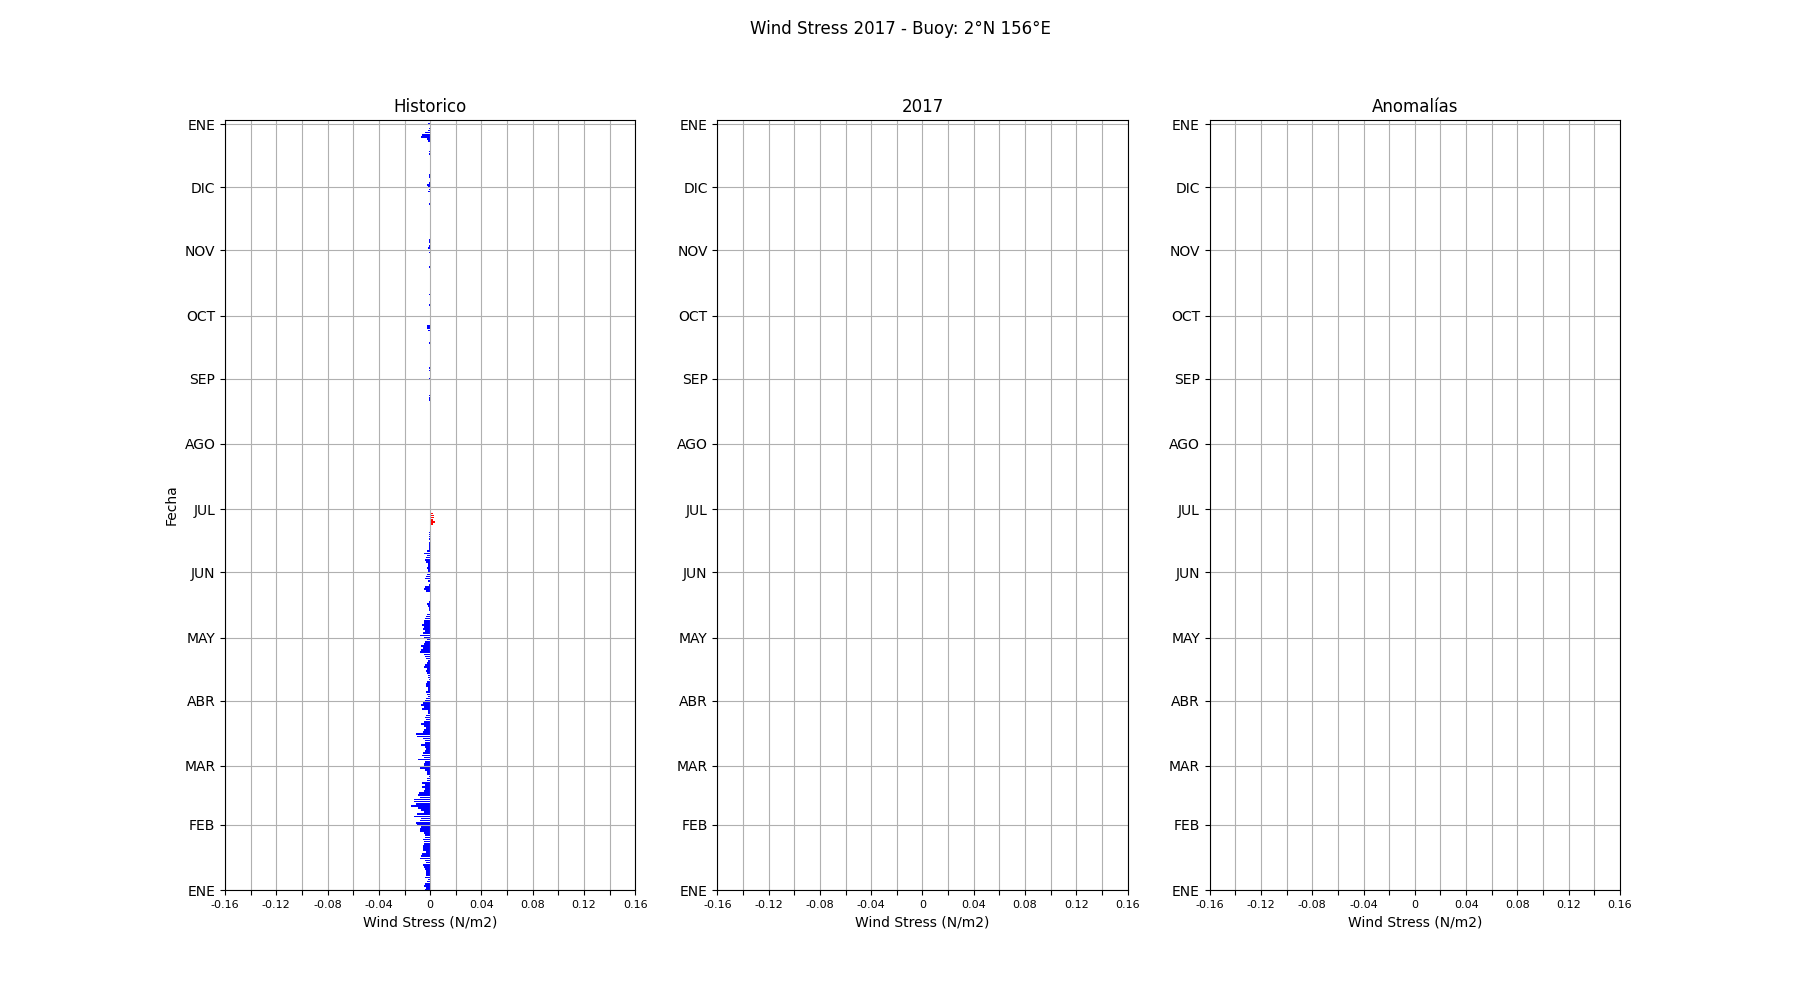 Wind Stress 2017 - Buoy: 2°N 156°E
Historico
ENE
DIC
NOV
OCT
SEP
AGO
JUL
JUN
MAY
ABR
MAR
FEB
ENE
Fecha
-0.16 -0.12 -0.08 -0.04 0 0.04 0.08 0.12 0.16
Wind Stress (N/m2)
2017
ENE
DIC
NOV
OCT
SEP
AGO
JUL
JUN
MAY
ABR
MAR
FEB
ENE
-0.16 -0.12 -0.08 -0.04 0 0.04 0.08 0.12 0.16
Wind Stress (N/m2)
Anomalías
ENE
DIC
NOV
OCT
SEP
AGO
JUL
JUN
MAY
ABR
MAR
FEB
ENE
-0.16 -0.12 -0.08 -0.04 0 0.04 0.08 0.12 0.16
Wind Stress (N/m2)